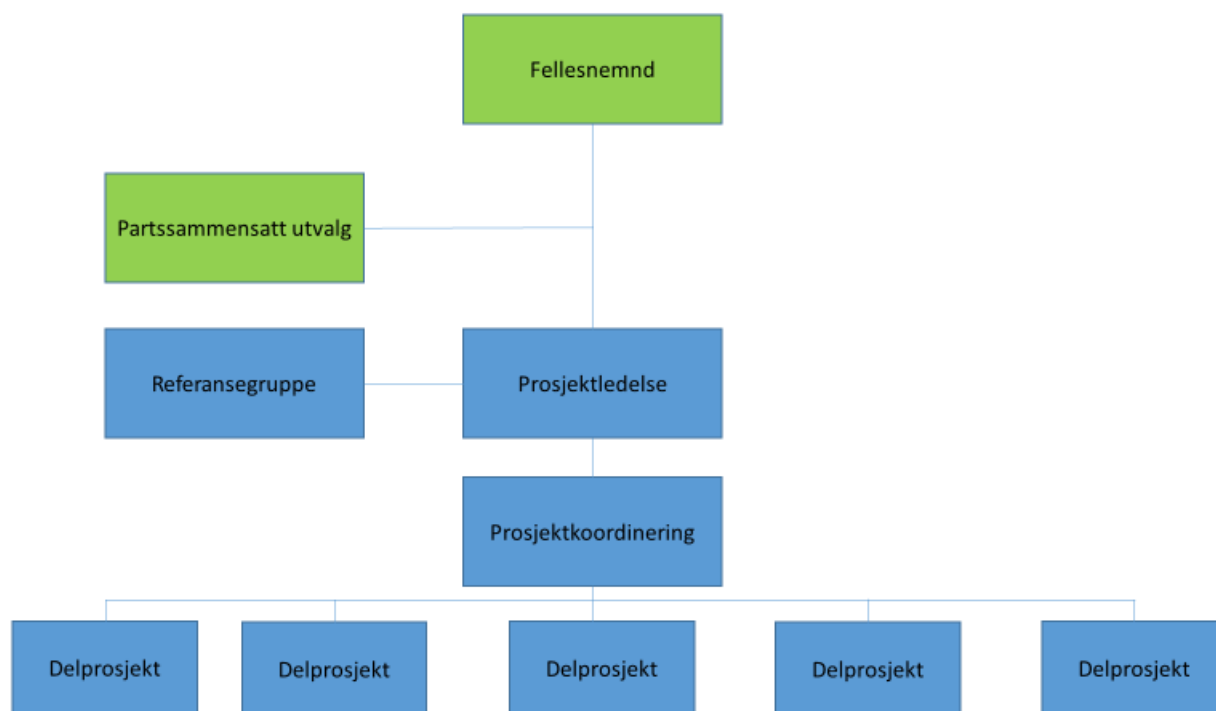 Fellesnemnd
Partssammensatt utvalg
Referansegruppe
Prosjektledelse
Prosjektkoordinering
Delprosjekt
Delprosjekt
Delprosjekt
Delprosjekt
Delprosjekt